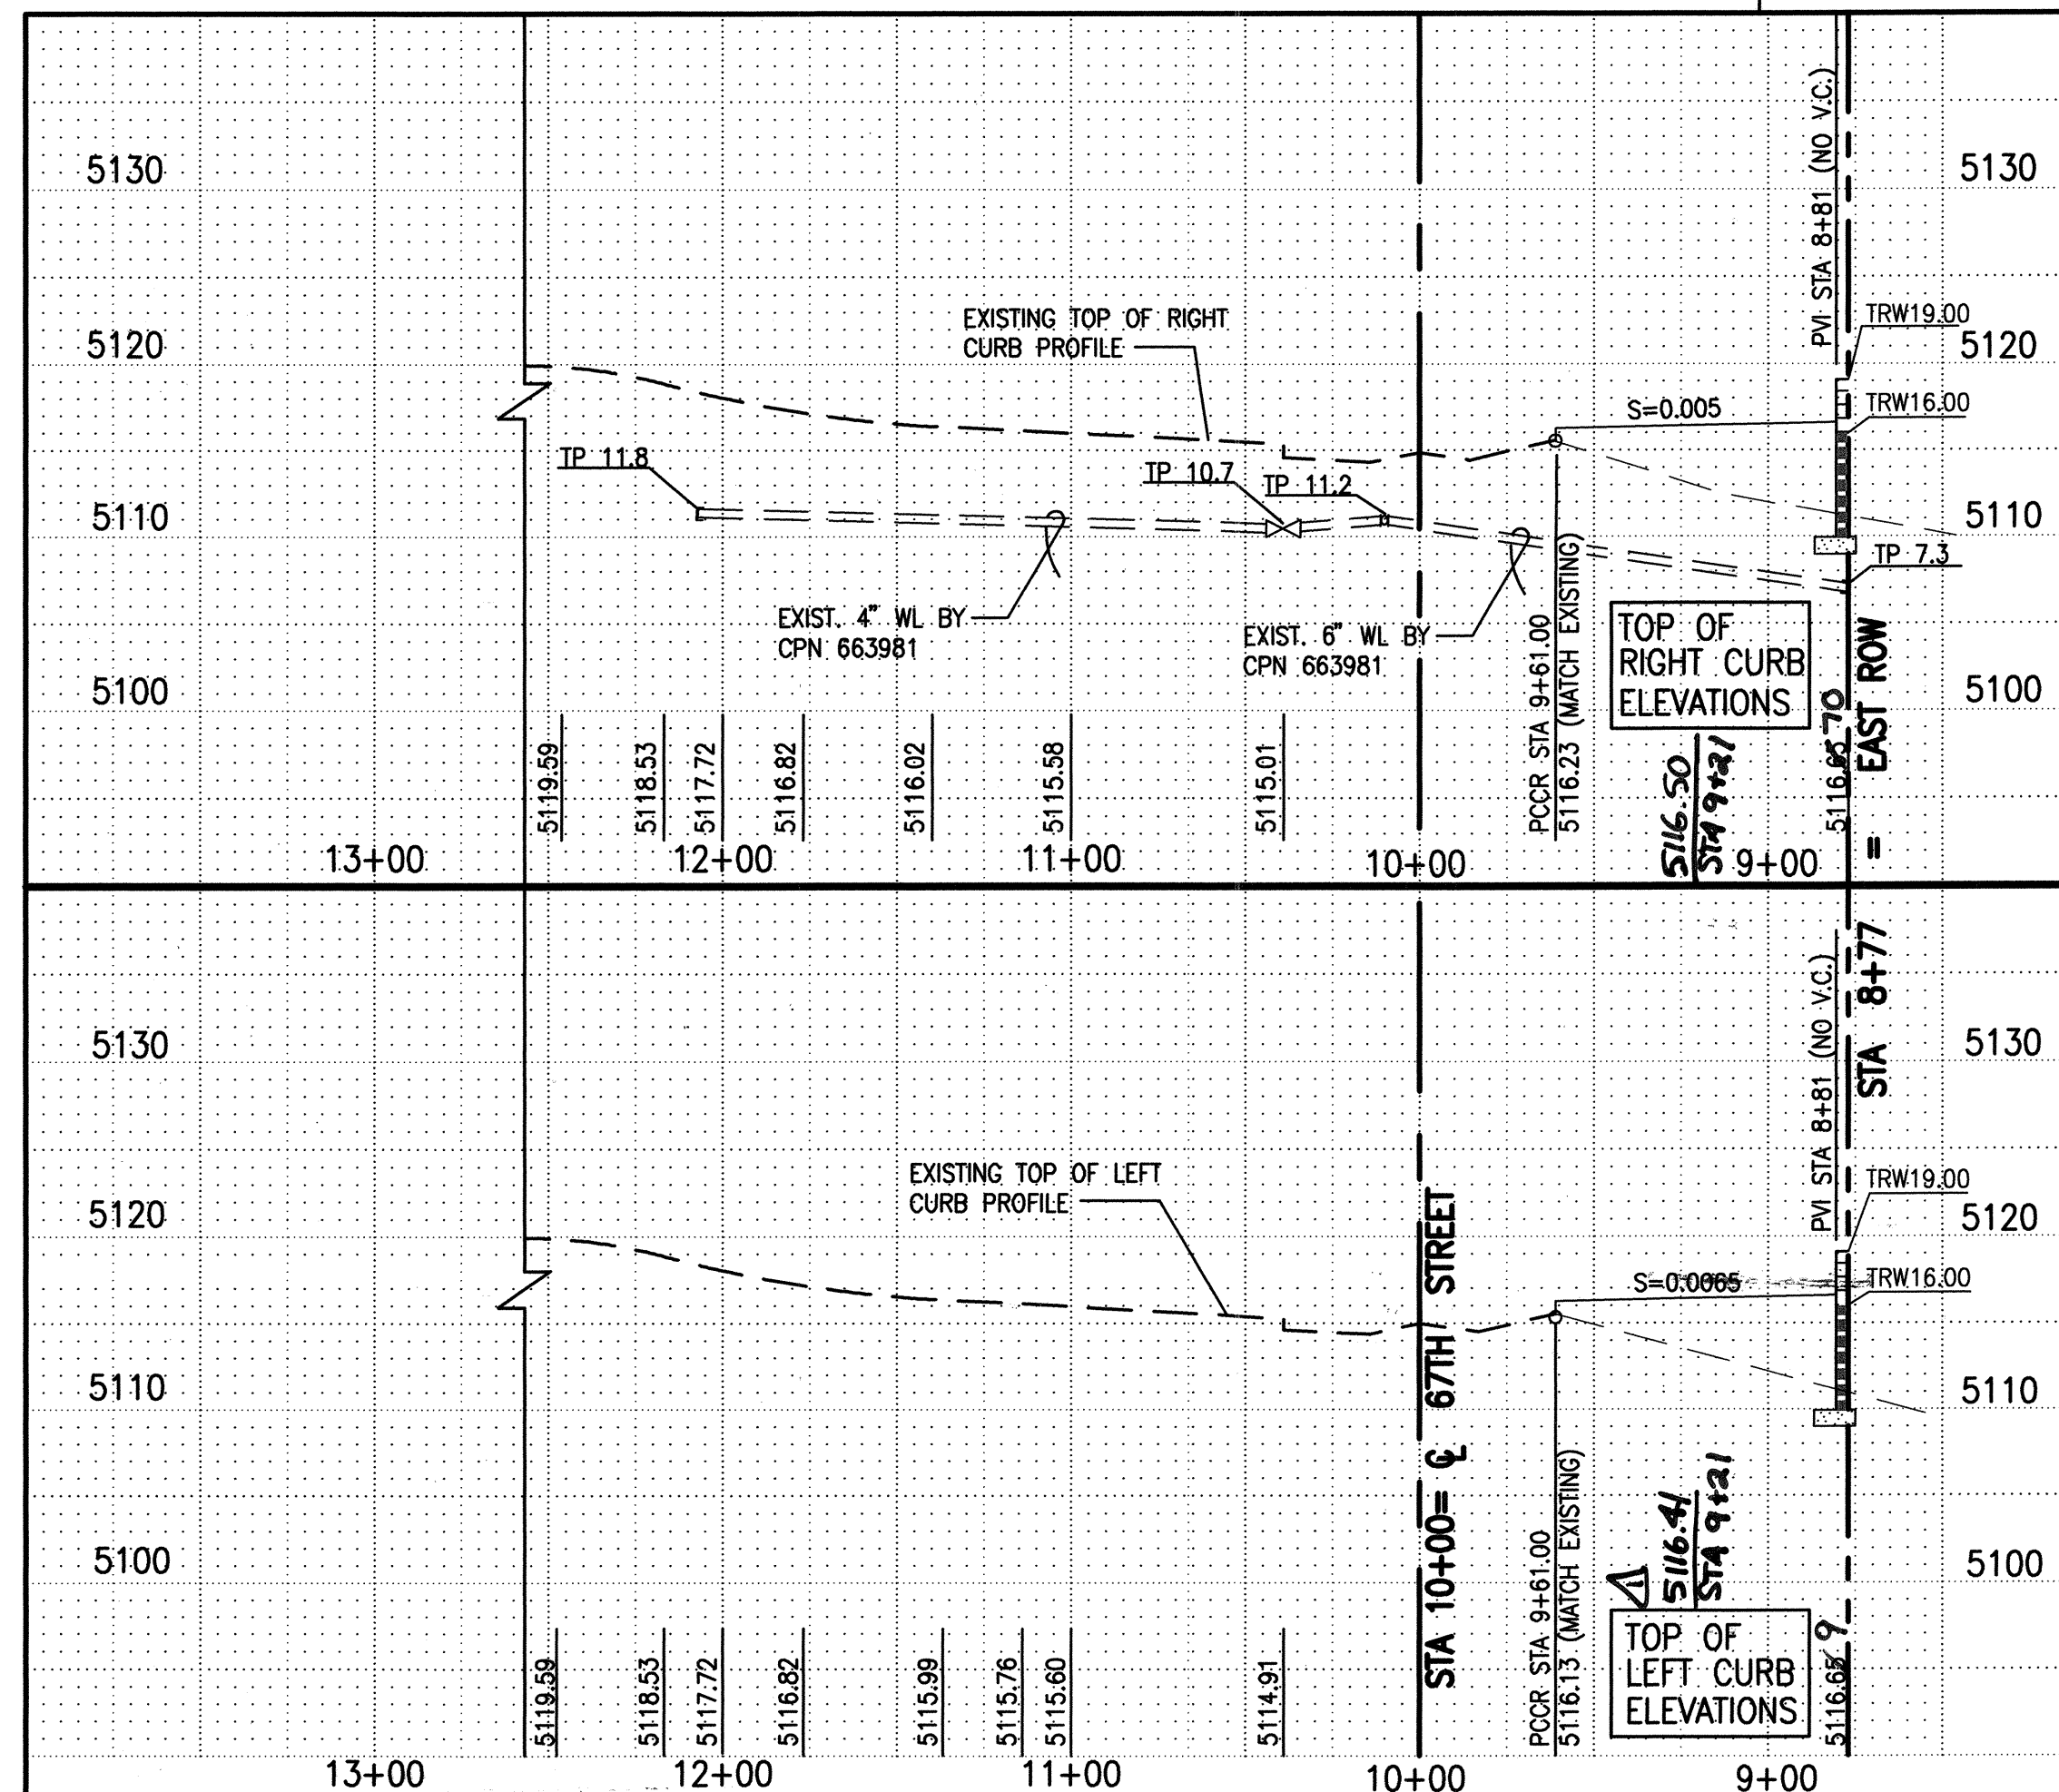 5130
5130
PVI STA 8+81 (NO V.C.)
EXISTING TOP OF RIGHT
CURB PROFILE
TRW19.00
5120
5120
S=0.005
TRW16.00
TP 11.8
TP 10.7
TP 11.2
5110
5110
TP 7.3
EXIST. 4" WL BY
CPN 663981
EXIST. 6" WL BY
CPN 663981
TOP OF
RIGHT CURB
ELEVATIONS
5100
5100
5119.59
5118.53
5117.72
5116.82
5116.02
5115.58
5115.01
PCCR STA 9+61.00
5116.23 (MATCH EXISTING)
5116.50
STA 9+21
5116.65
70
= EAST ROW
13+00
12+00
11+00
10+00
9+00
STA 8+77
PVI STA 8+81 (NO V.C.)
5130
5130
EXISTING TOP OF LEFT
CURB PROFILE
TRW19.00
5120
5120
S=0.0065
TRW16.00
5110
5110
STA 10+00= ℄ 67TH STREET
5100
5100
5119.59
5118.53
5117.72
5116.82
5115.99
5115.76
5115.60
5114.91
PCCR STA 9+61.00
5116.13 (MATCH EXISTING)
1
5116.41
STA 9+21
TOP OF
LEFT CURB
ELEVATIONS
5116.65
9
13+00
12+00
11+00
10+00
9+00